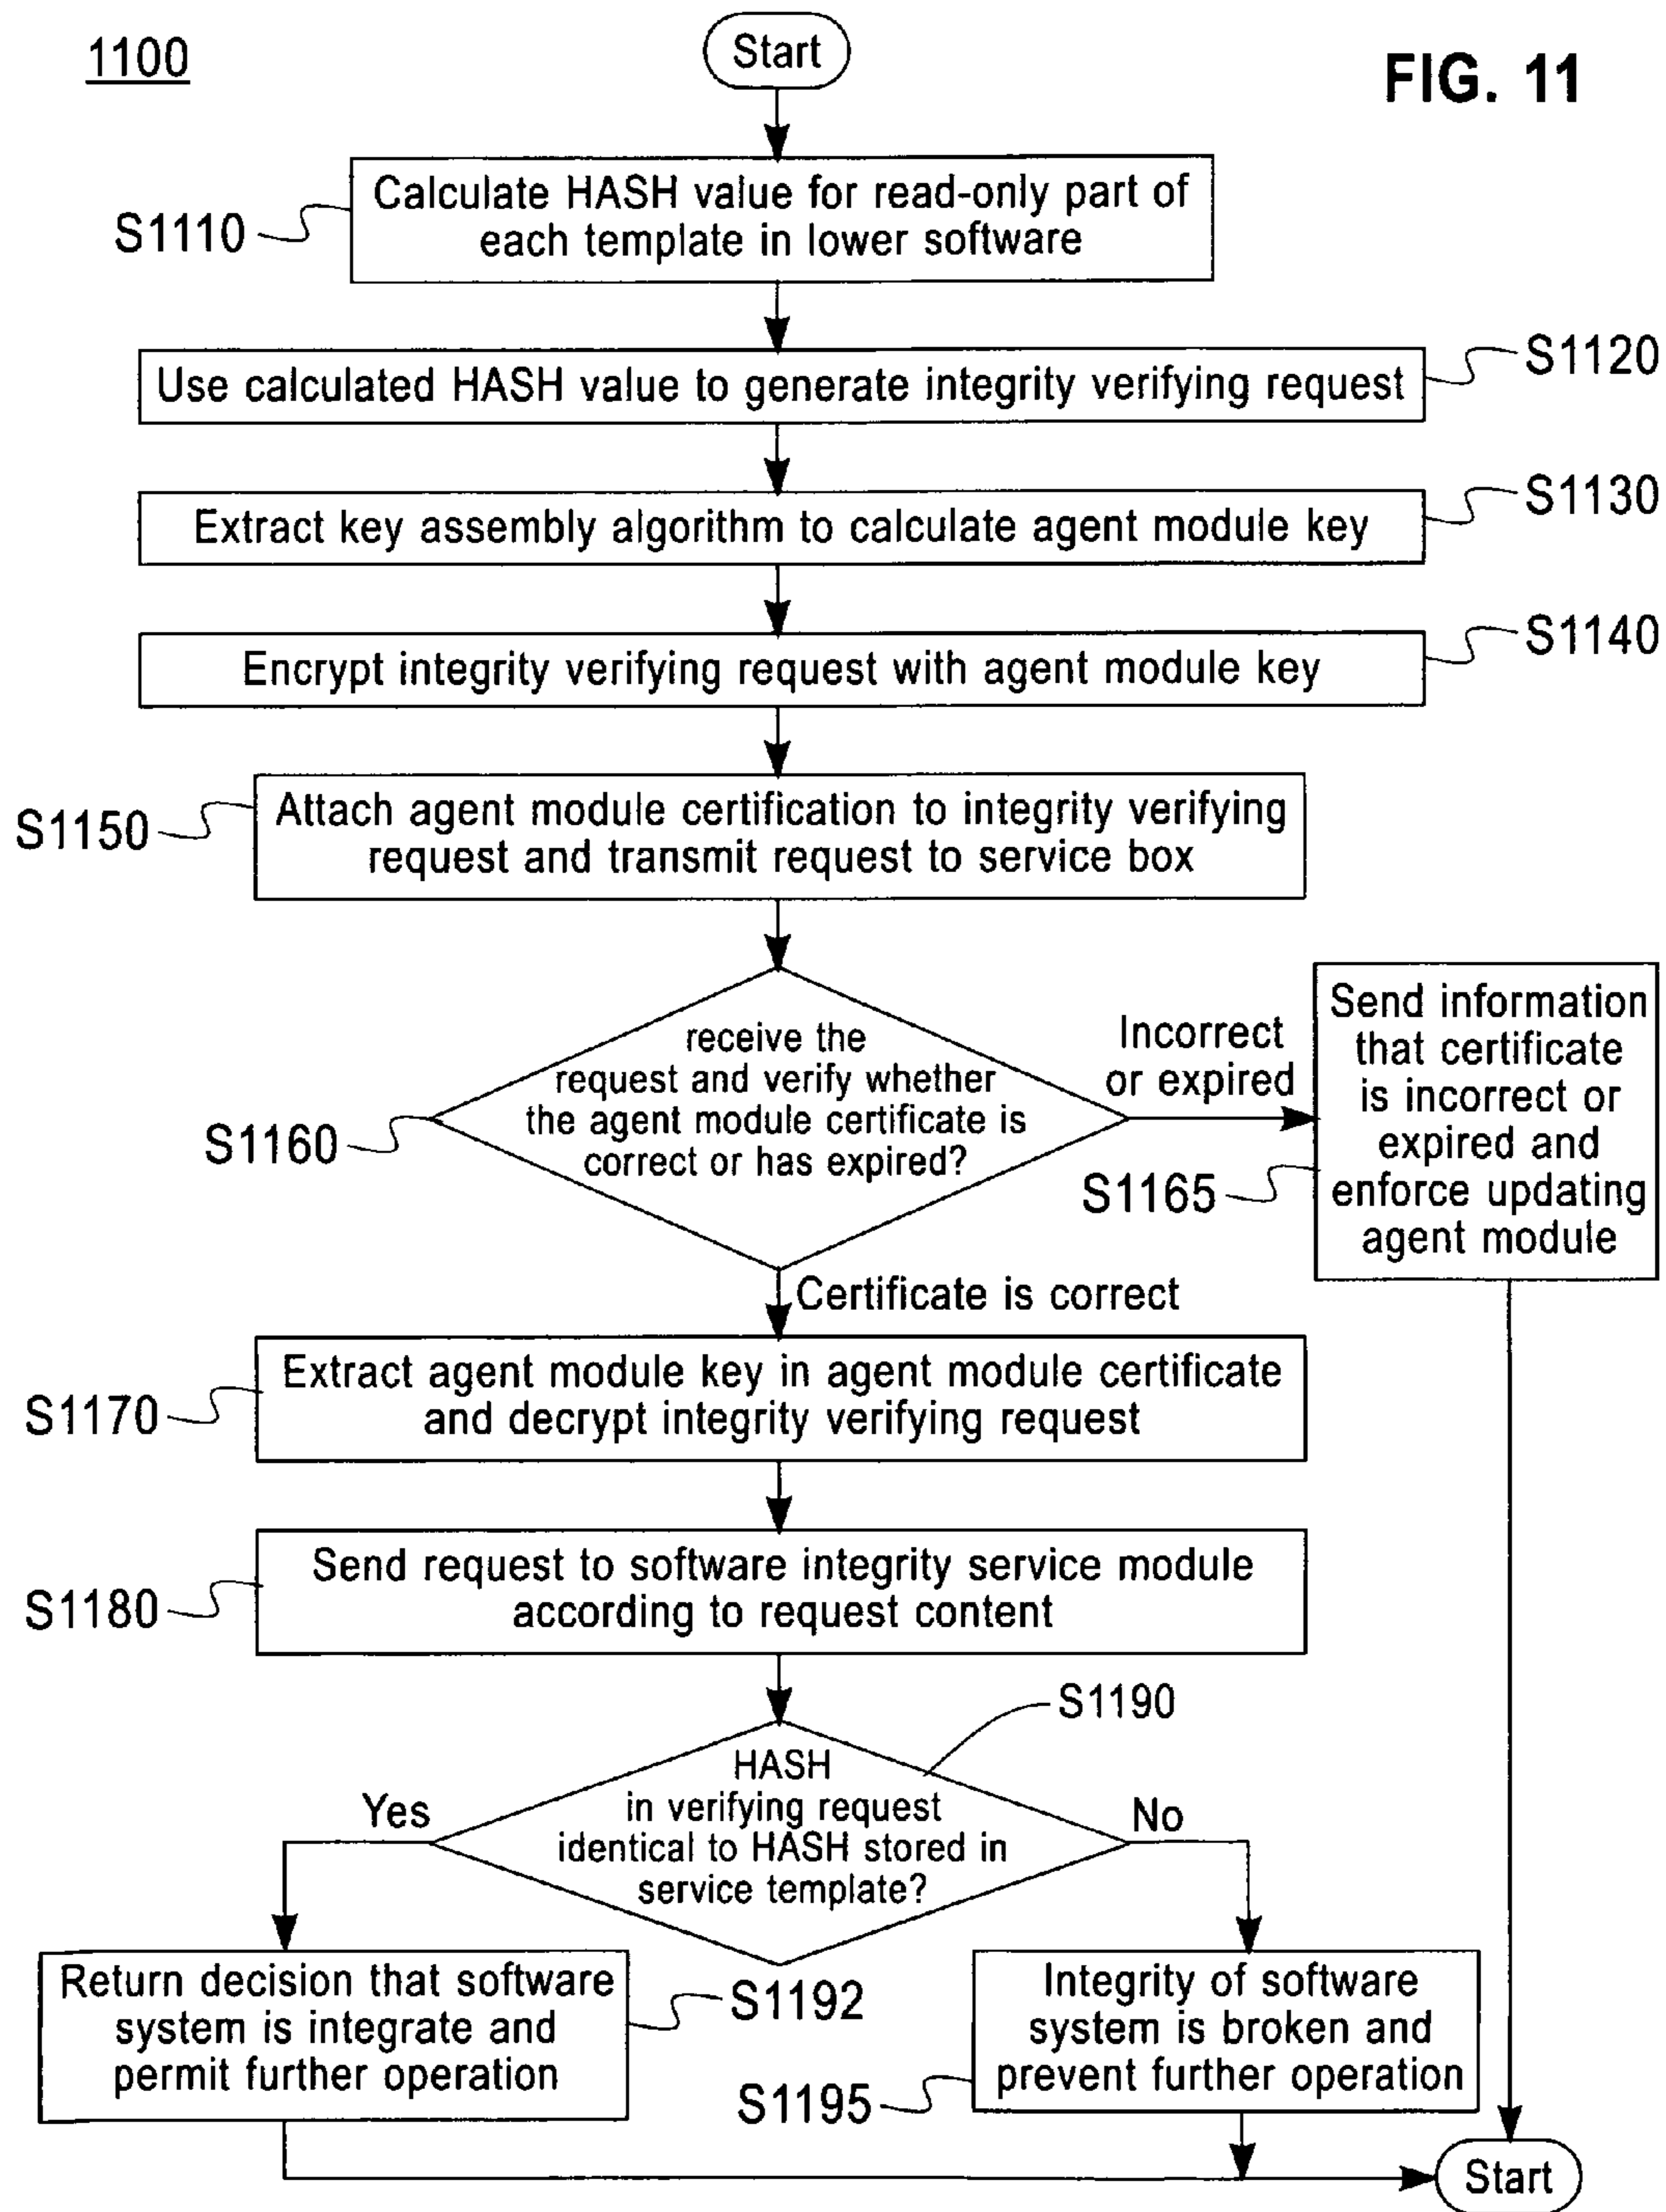 1100
Start
FIG. 11
S1110
Calculate HASH value for read-only part of
each template in lower software
S1120
Use calculated HASH value to generate integrity verifying request
S1130
Extract key assembly algorithm to calculate agent module key
S1140
Encrypt integrity verifying request with agent module key
S1150
Attach agent module certification to integrity verifying
request and transmit request to service box
S1160
receive the
request and verify whether
the agent module certificate is
correct or has expired?
Incorrect
or expired
S1165
Send information
that certificate
is incorrect or
expired and
enforce updating
agent module
Certificate is correct
S1170
Extract agent module key in agent module certificate
and decrypt integrity verifying request
S1180
Send request to software integrity service module
according to request content
S1190
HASH
in verifying request
identical to HASH stored in
service template?
Yes
No
Return decision that software
system is integrate and
permit further operation
S1192
Integrity of software
system is broken and
prevent further operation
S1195
Start